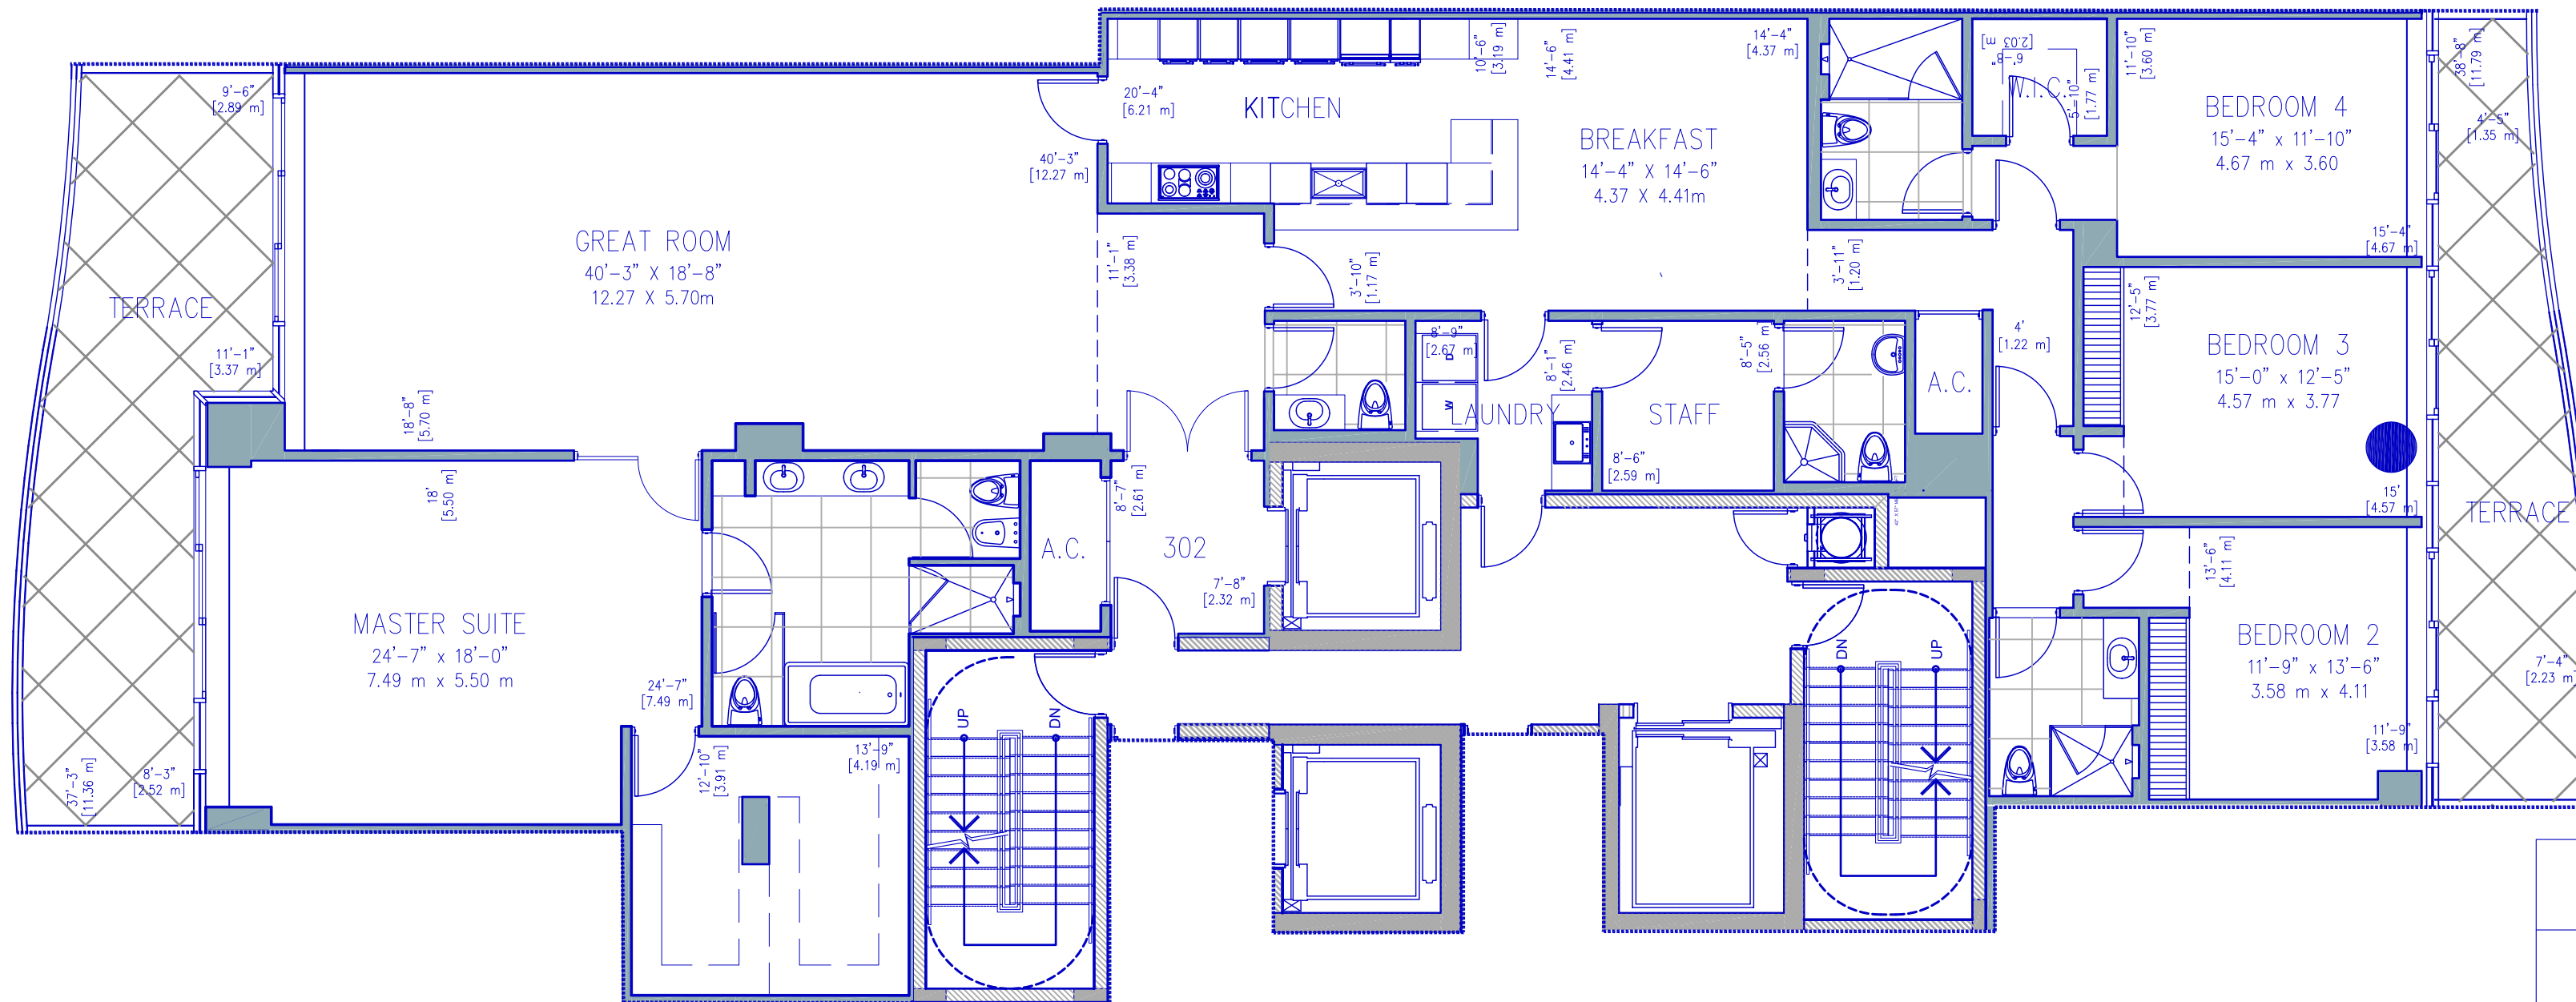 9'-6"
[2.89 m]
TERRACE
11'-1"
[3.37 m]
37'-3"
[11.36 m]
8'-3"
[2.52 m]
GREAT ROOM
40'-3" X 18'-8"
12.27 X 5.70m
18'-8"
[5.70 m]
40'-3"
[12.27 m]
20'-4"
[6.21 m]
KITCHEN
10'-6"
[3.19 m]
14'-6"
[4.41 m]
BREAKFAST
14'-4" X 14'-6"
4.37 X 4.41m
14'-4"
[4.37 m]
6'-8"
[2.03 m]
W.I.C.
5'-10"
[1.77 m]
11'-10"
[3.60 m]
BEDROOM 4
15'-4" x 11'-10"
4.67 m x 3.60
15'-4"
[4.67 m]
38'-8"
[11.79 m]
4'-5"
[1.35 m]
11'-1"
[3.38 m]
3'-10"
[1.17 m]
3'-11"
[1.20 m]
4'
[1.22 m]
12'-5"
[3.77 m]
BEDROOM 3
15'-0" x 12'-5"
4.57 m x 3.77
15'
[4.57 m]
TERRACE
8'-9"
[2.67 m]
D
W
LAUNDRY
8'-1"
[2.46 m]
STAFF
8'-6"
[2.59 m]
8'-5"
[2.56 m]
A.C.
18'
[5.50 m]
MASTER SUITE
24'-7" x 18'-0"
7.49 m x 5.50 m
24'-7"
[7.49 m]
A.C.
8'-7"
[2.61 m]
302
7'-8"
[2.32 m]
13'-6"
[4.11 m]
BEDROOM 2
11'-9" x 13'-6"
3.58 m x 4.11
11'-9"
[3.58 m]
7'-4"
[2.23 m
12'-10"
[3.91 m]
13'-9"
[4.19 m]
UP
DN
DN
UP